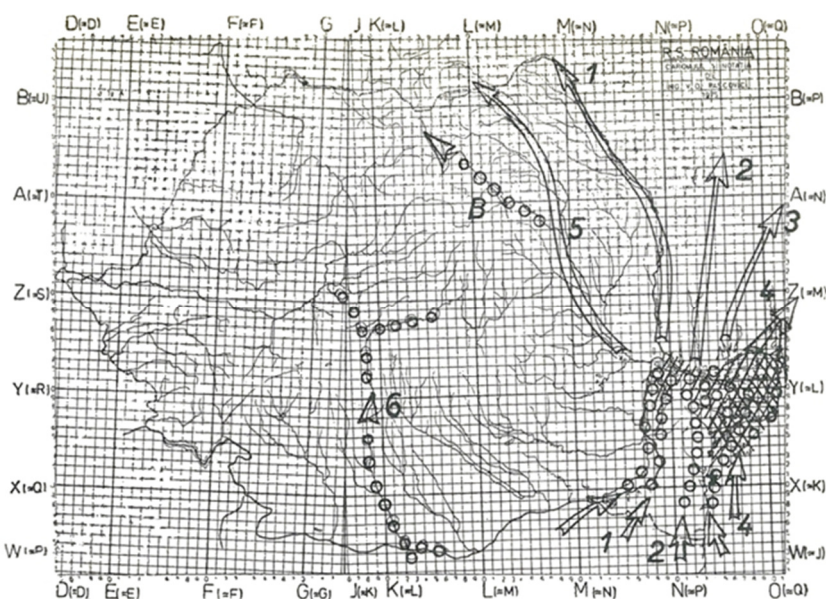 D(=D) E(=E) F(=F) G J K(=L) L(=M) M(=N) N(=P) O(=Q)
R.S. ROMÂNIA
B(=U) B(=P)
1
2
A(=T) A(=N)
B 5 3
Z(=S) Z(=M)
4
Y(=R) Y(=L)
6
X(=Q) X(=K)
1 2 4
W(=P) W(=J)
D(=D) E(=E) F(=F) G(=G) J(=K) K(=L) L(=M) M(=N) N(=P) O(=Q)